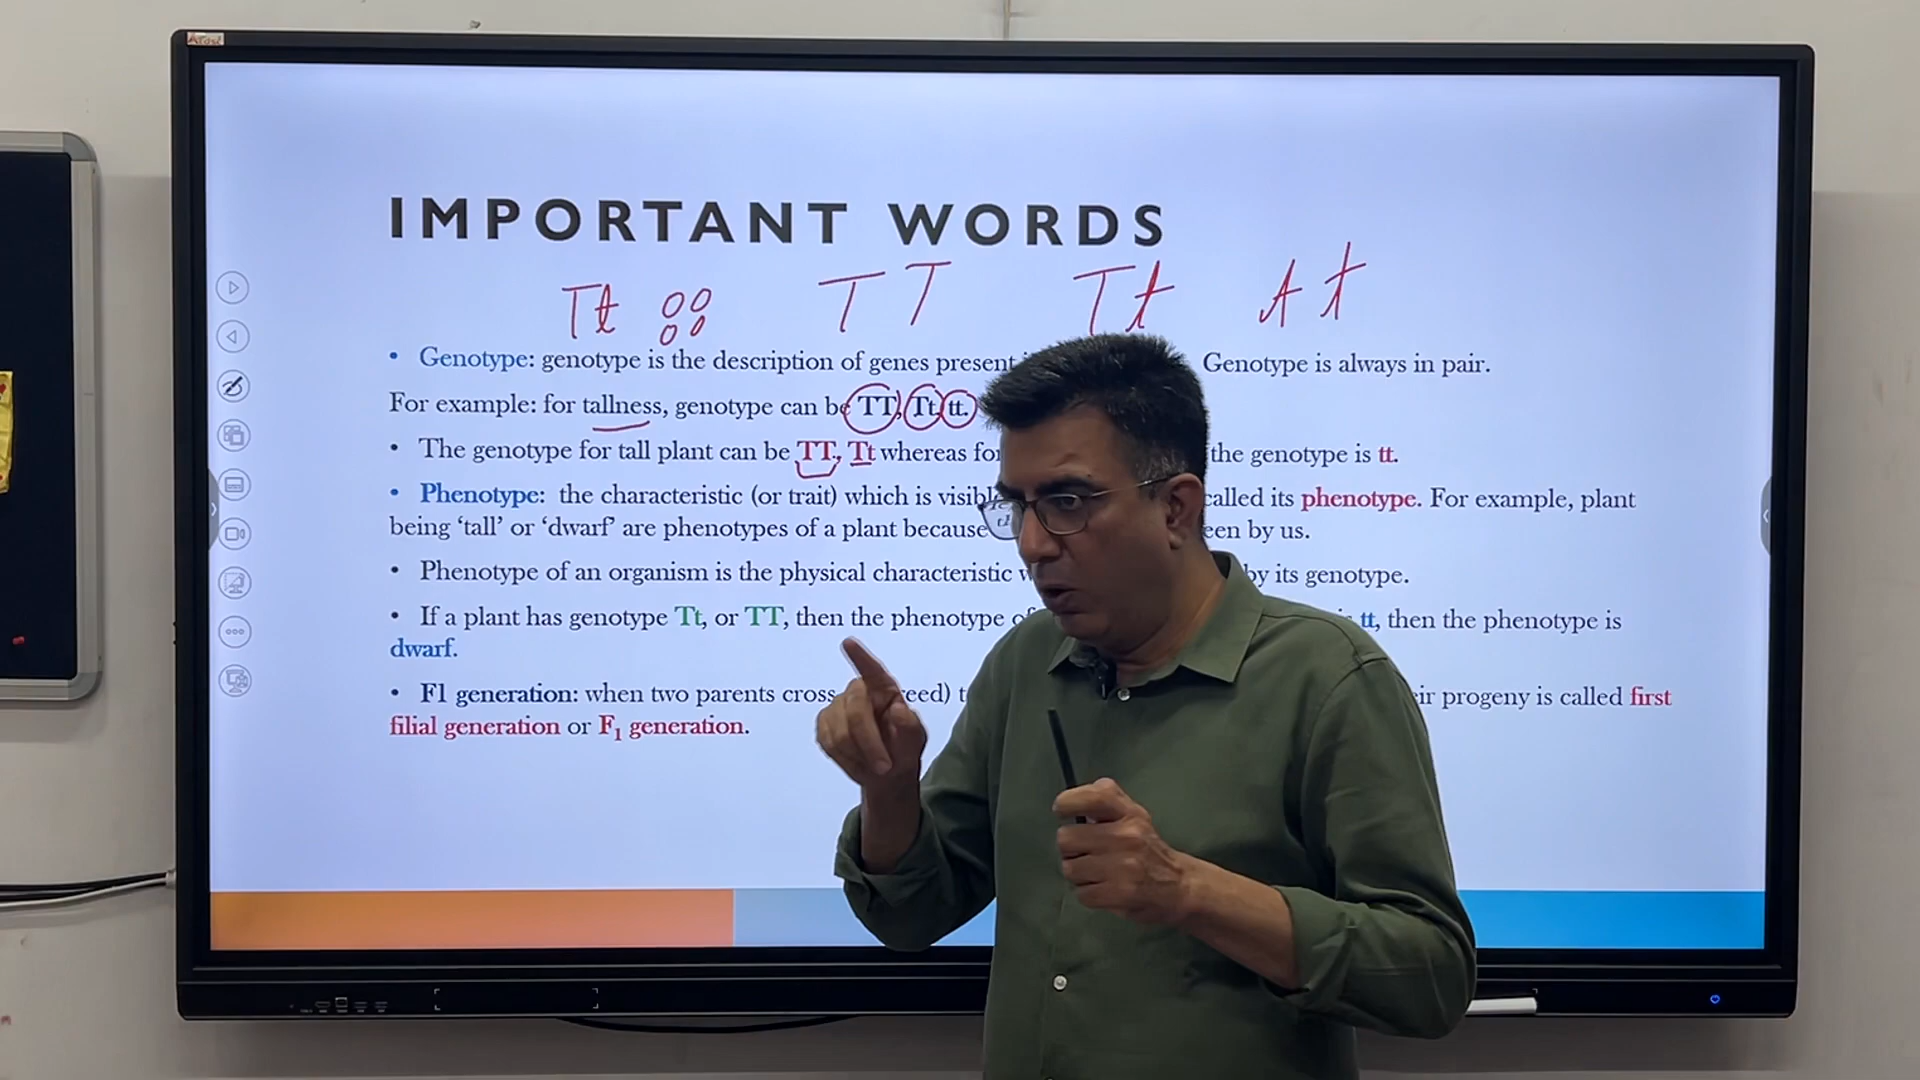 IMPORTANT WORDS
Tt TT Tt tt
• Genotype: genotype is the description of genes present Genotype is always in pair.
For example: for tallness, genotype can be TT, Tt, tt.
• The genotype for tall plant can be TT, Tt whereas for the genotype is tt.
• Phenotype: the characteristic (or trait) which is visible called its phenotype. For example, plant
being ‘tall’ or ‘dwarf’ are phenotypes of a plant because seen by us.
• Phenotype of an organism is the physical characteristic by its genotype.
• If a plant has genotype Tt, or TT, then the phenotype of tt, then the phenotype is
dwarf.
• F1 generation: when two parents cross progeny is called first
filial generation or F1 generation.